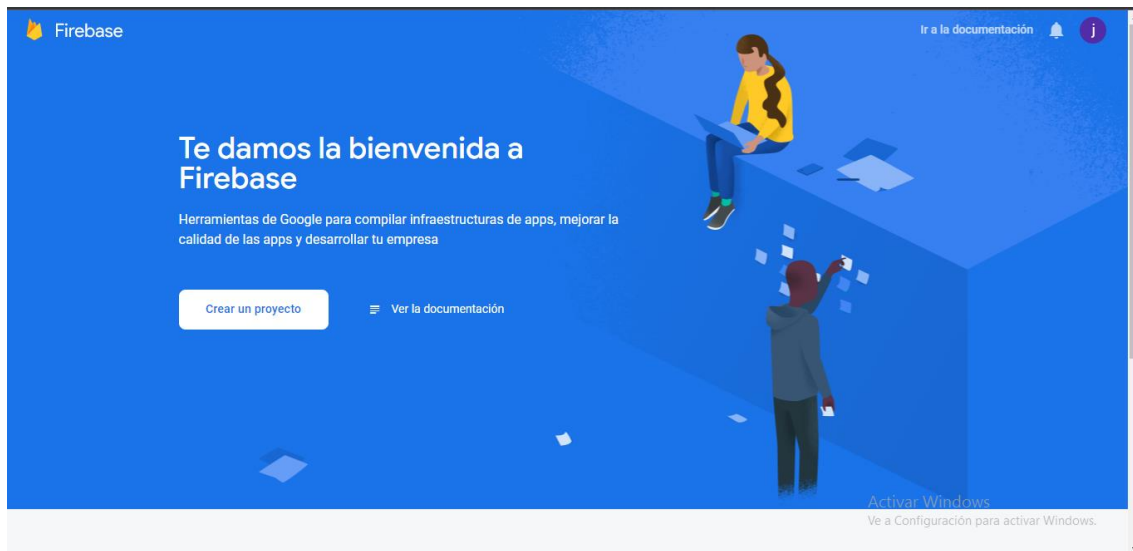 Firebase
Ir a la documentación
j
Te damos la bienvenida a
Firebase
Herramientas de Google para compilar infraestructuras de apps, mejorar la
calidad de las apps y desarrollar tu empresa
Crear un proyecto
Ver la documentación
Activar Windows
Ve a Configuración para activar Windows.